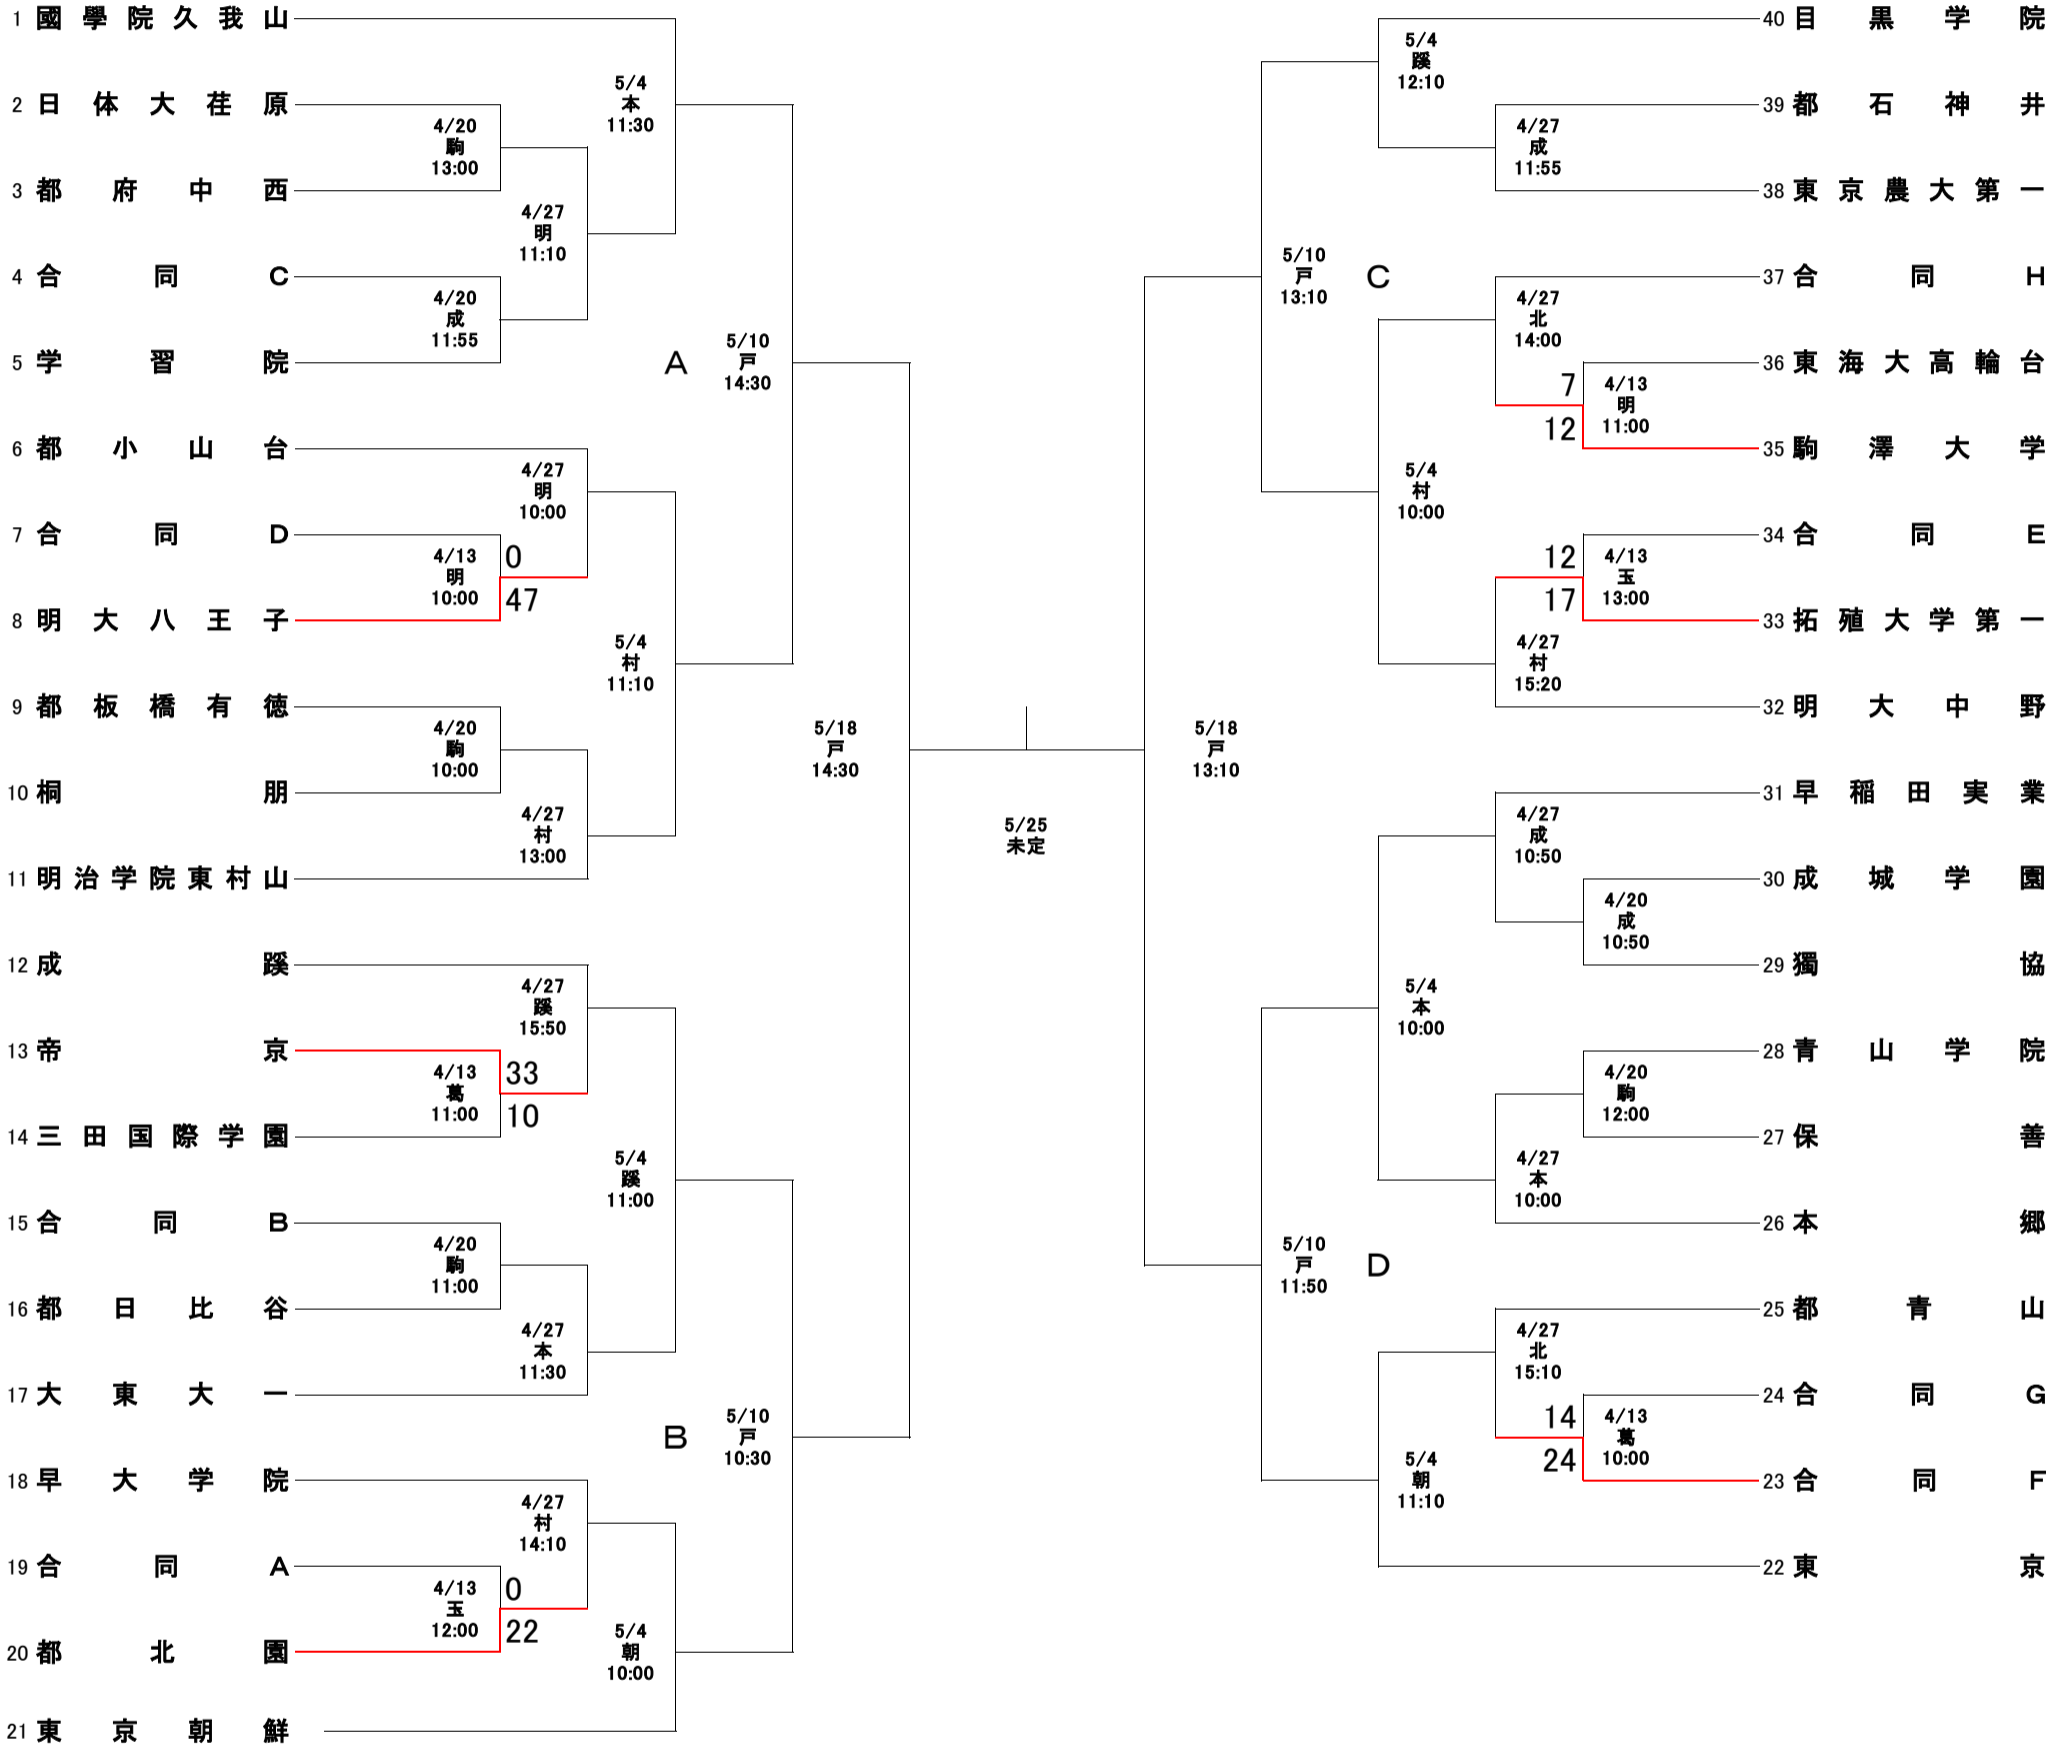 1 國學院久我山
2 日体大荏原
3 都府中西
4 合同C
5 学習院
6 都小山台
7 合同D
8 明大八王子
9 都板橋有徳
10 桐朋
11 明治学院東村山
12 成蹊
13 帝京
14 三田国際学園
15 合同B
16 都日比谷
17 大東大一
18 早大学院
19 合同A
20 都北園
21 東京朝鮮
4/20
駒
13:00
4/20
成
11:55
4/13
明
10:00
0
47
4/20
駒
10:00
4/13
葛
11:00
33
10
4/20
駒
11:00
4/13
玉
12:00
0
22
4/27
明
11:10
4/27
明
10:00
4/27
村
13:00
4/27
蹊
15:50
4/27
本
11:30
4/27
村
14:10
5/4
本
11:30
5/4
村
11:10
5/4
蹊
11:00
5/4
朝
10:00
A
5/10
戸
14:30
B
5/10
戸
10:30
5/18
戸
14:30
5/25
未定
5/18
戸
13:10
5/10
戸
13:10
C
5/10
戸
11:50
D
5/4
蹊
12:10
5/4
村
10:00
5/4
本
10:00
5/4
朝
11:10
4/27
成
11:55
4/27
北
14:00
4/27
村
15:20
4/27
成
10:50
4/27
本
10:00
4/27
北
15:10
7
12
4/13
明
11:00
12
17
4/13
玉
13:00
4/20
成
10:50
4/20
駒
12:00
14
24
4/13
葛
10:00
40 目黒学院
39 都石神井
38 東京農大第一
37 合同H
36 東海大高輪台
35 駒澤大学
34 合同E
33 拓殖大学第一
32 明大中野
31 早稲田実業
30 成城学園
29 獨協
28 青山学院
27 保善
26 本郷
25 都青山
24 合同G
23 合同F
22 東京